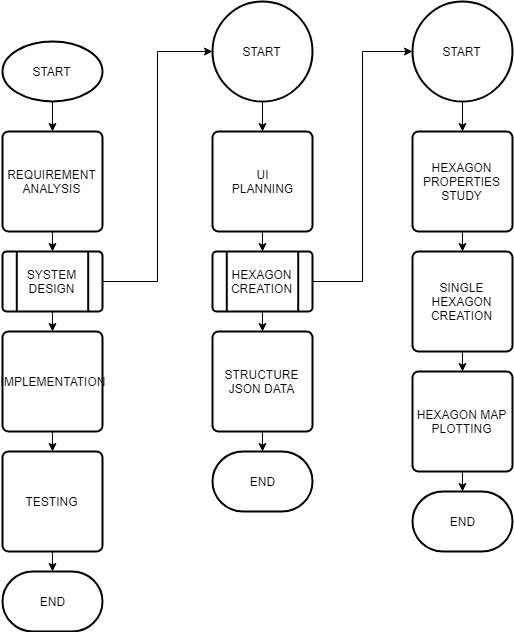 START
REQUIREMENT
ANALYSIS
SYSTEM
DESIGN
IMPLEMENTATION
TESTING
END
START
UI
PLANNING
HEXAGON
CREATION
STRUCTURE
JSON DATA
END
START
HEXAGON
PROPERTIES
STUDY
SINGLE
HEXAGON
CREATION
HEXAGON MAP
PLOTTING
END